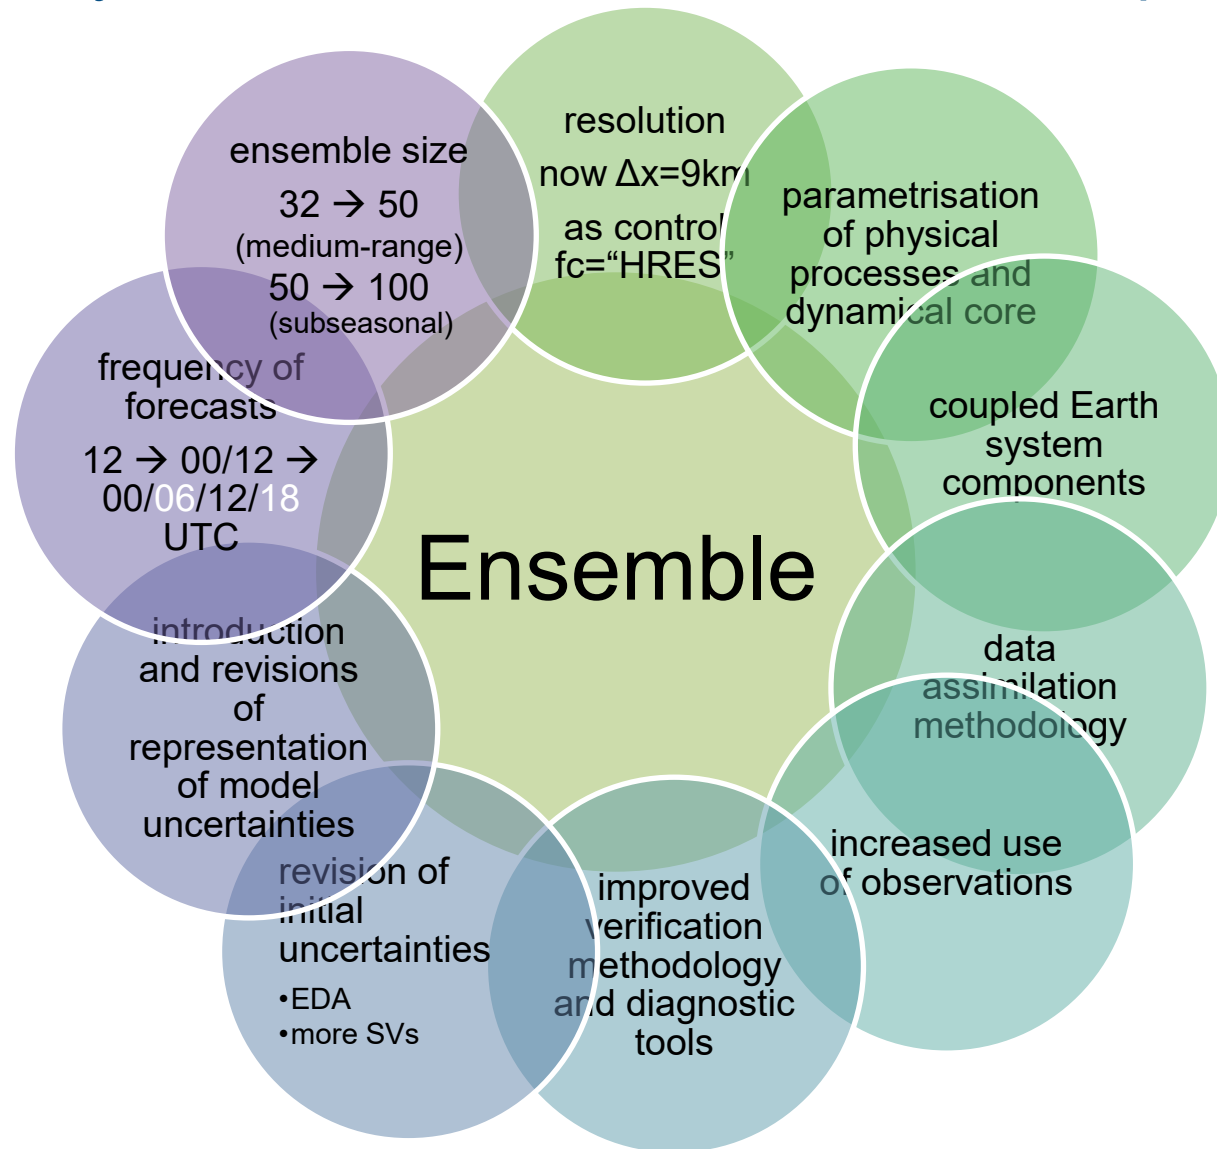 resolution
now Δx=9km
as control
fc=“HRES”
parametrisation
of physical
processes and
dynamical core
coupled Earth
system
components
data
assimilation
methodology
increased use
of observations
improved
verification
methodology
and diagnostic
tools
revision of
initial
uncertainties
•EDA
•more SVs
introduction
and revisions
of
representation
of model
uncertainties
frequency of
forecasts
12 → 00/12 →
00/06/12/18
UTC
ensemble size
32 → 50
(medium-range)
50 → 100
(subseasonal)
Ensemble